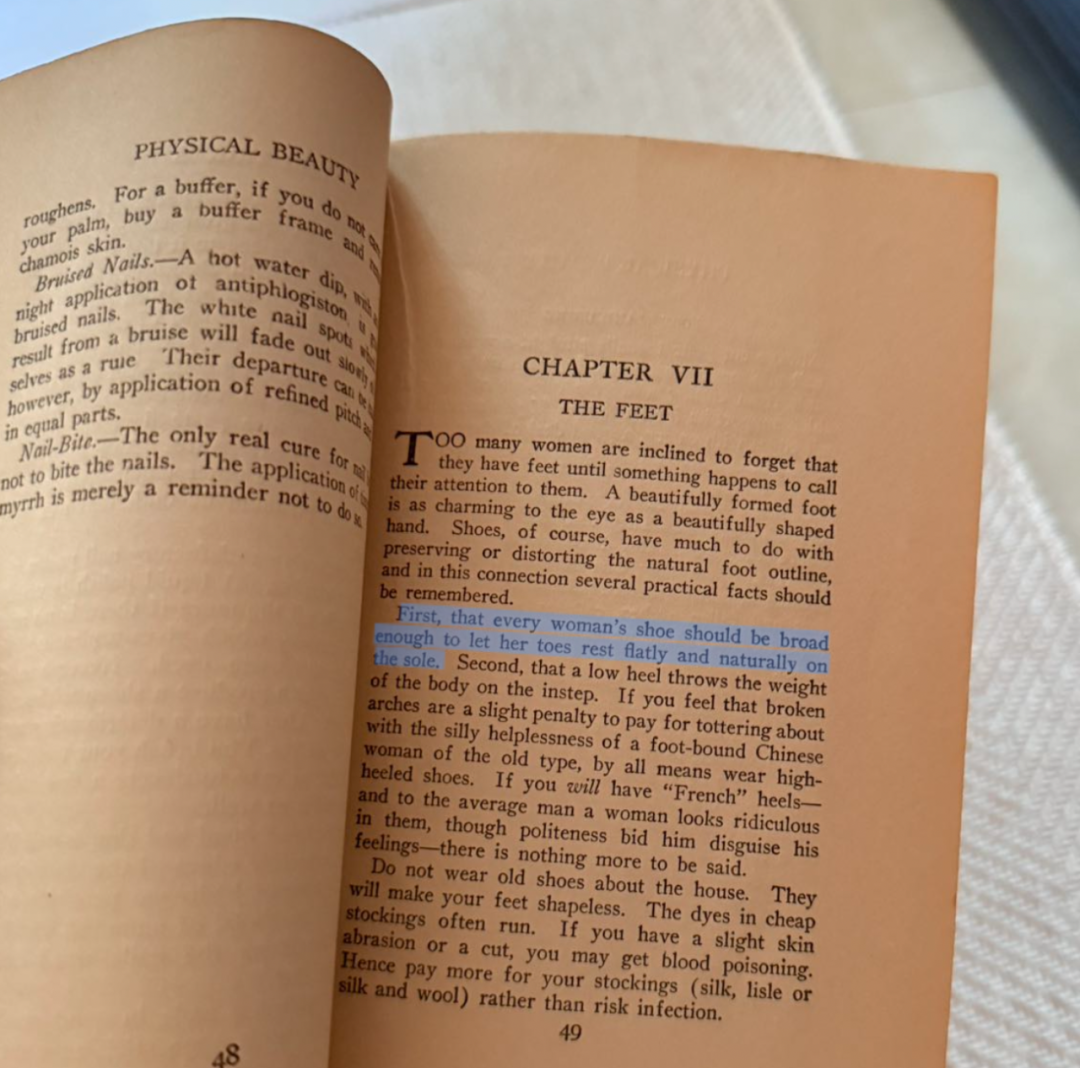 PHYSICAL BEAUTY
roughens. For a buffer, if you do not
your palm, buy a buffer frame and
chamois skin.
Bruised Nails.—A hot water dip,
night application of antiphlogiston
bruised nails. The white nail spots
result from a bruise will fade out slowly
selves as a rule Their departure can be
however, by application of refined pitch
in equal parts.
Nail-Bite.—The only real cure for
not to bite the nails. The application of
myrrh is merely a reminder not to do so.
48
CHAPTER VII
THE FEET
TOO many women are inclined to forget that
they have feet until something happens to call
their attention to them. A beautifully formed foot
is as charming to the eye as a beautifully shaped
hand. Shoes, of course, have much to do with
preserving or distorting the natural foot outline,
and in this connection several practical facts should
be remembered.
First, that every woman's shoe should be broad
enough to let her toes rest flatly and naturally on
the sole. Second, that a low heel throws the weight
of the body on the instep. If you feel that broken
arches are a slight penalty to pay for tottering about
with the silly helplessness of a foot-bound Chinese
woman of the old type, by all means wear high-
heeled shoes. If you will have "French" heels—
and to the average man a woman looks ridiculous
in them, though politeness bid him disguise his
feelings—there is nothing more to be said.
Do not wear old shoes about the house. They
will make your feet shapeless. The dyes in cheap
stockings often run. If you have a slight skin
abrasion or a cut, you may get blood poisoning.
Hence pay more for your stockings (silk, lisle or
silk and wool) rather than risk infection.
49